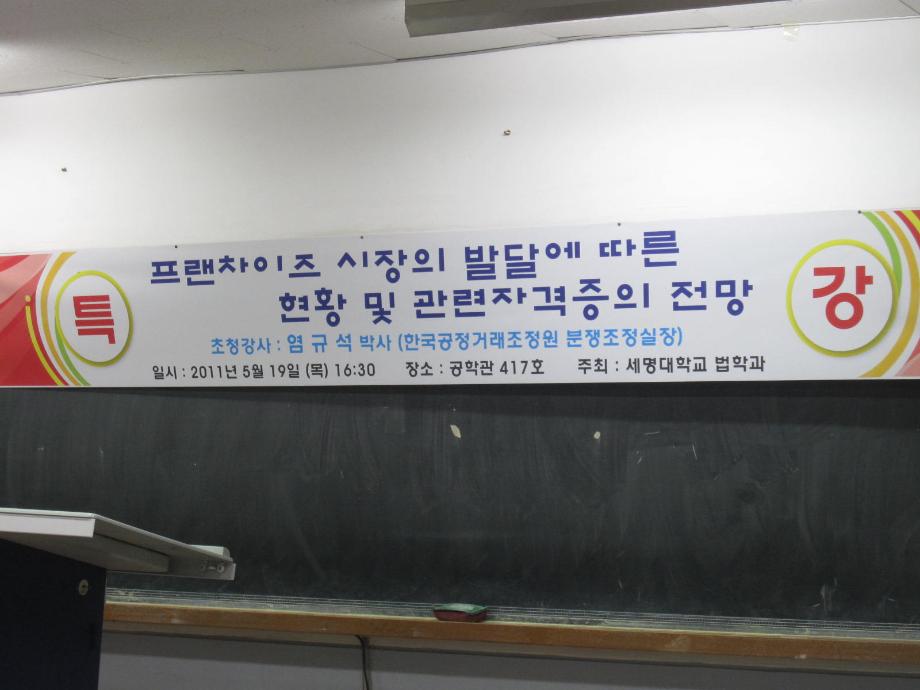 특 강
프랜차이즈 시장의 발달에 따른
현황 및 관련자격증의 전망
초청강사 : 염 규 석 박사 (한국공정거래조정원 분쟁조정실장)
일시 : 2011년 5월 19일 (목) 16:30 장소 : 공학관 417호 주최 : 세명대학교 법학과